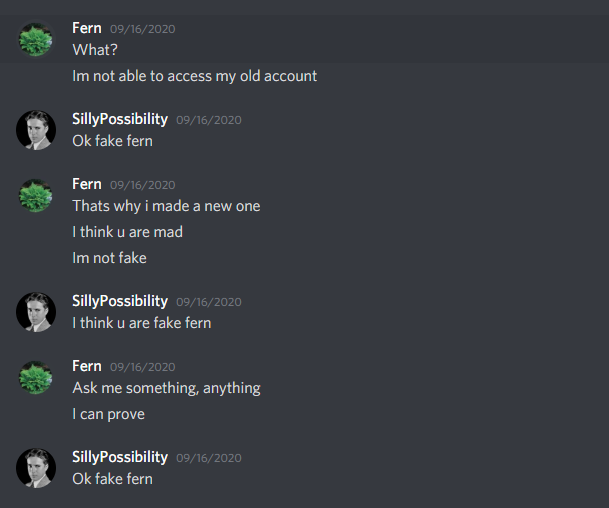 Fern 09/16/2020
What?
Im not able to access my old account
SillyPossibility 09/16/2020
Ok fake fern
Fern 09/16/2020
Thats why i made a new one
I think u are mad
Im not fake
SillyPossibility 09/16/2020
I think u are fake fern
Fern 09/16/2020
Ask me something, anything
I can prove
SillyPossibility 09/16/2020
Ok fake fern